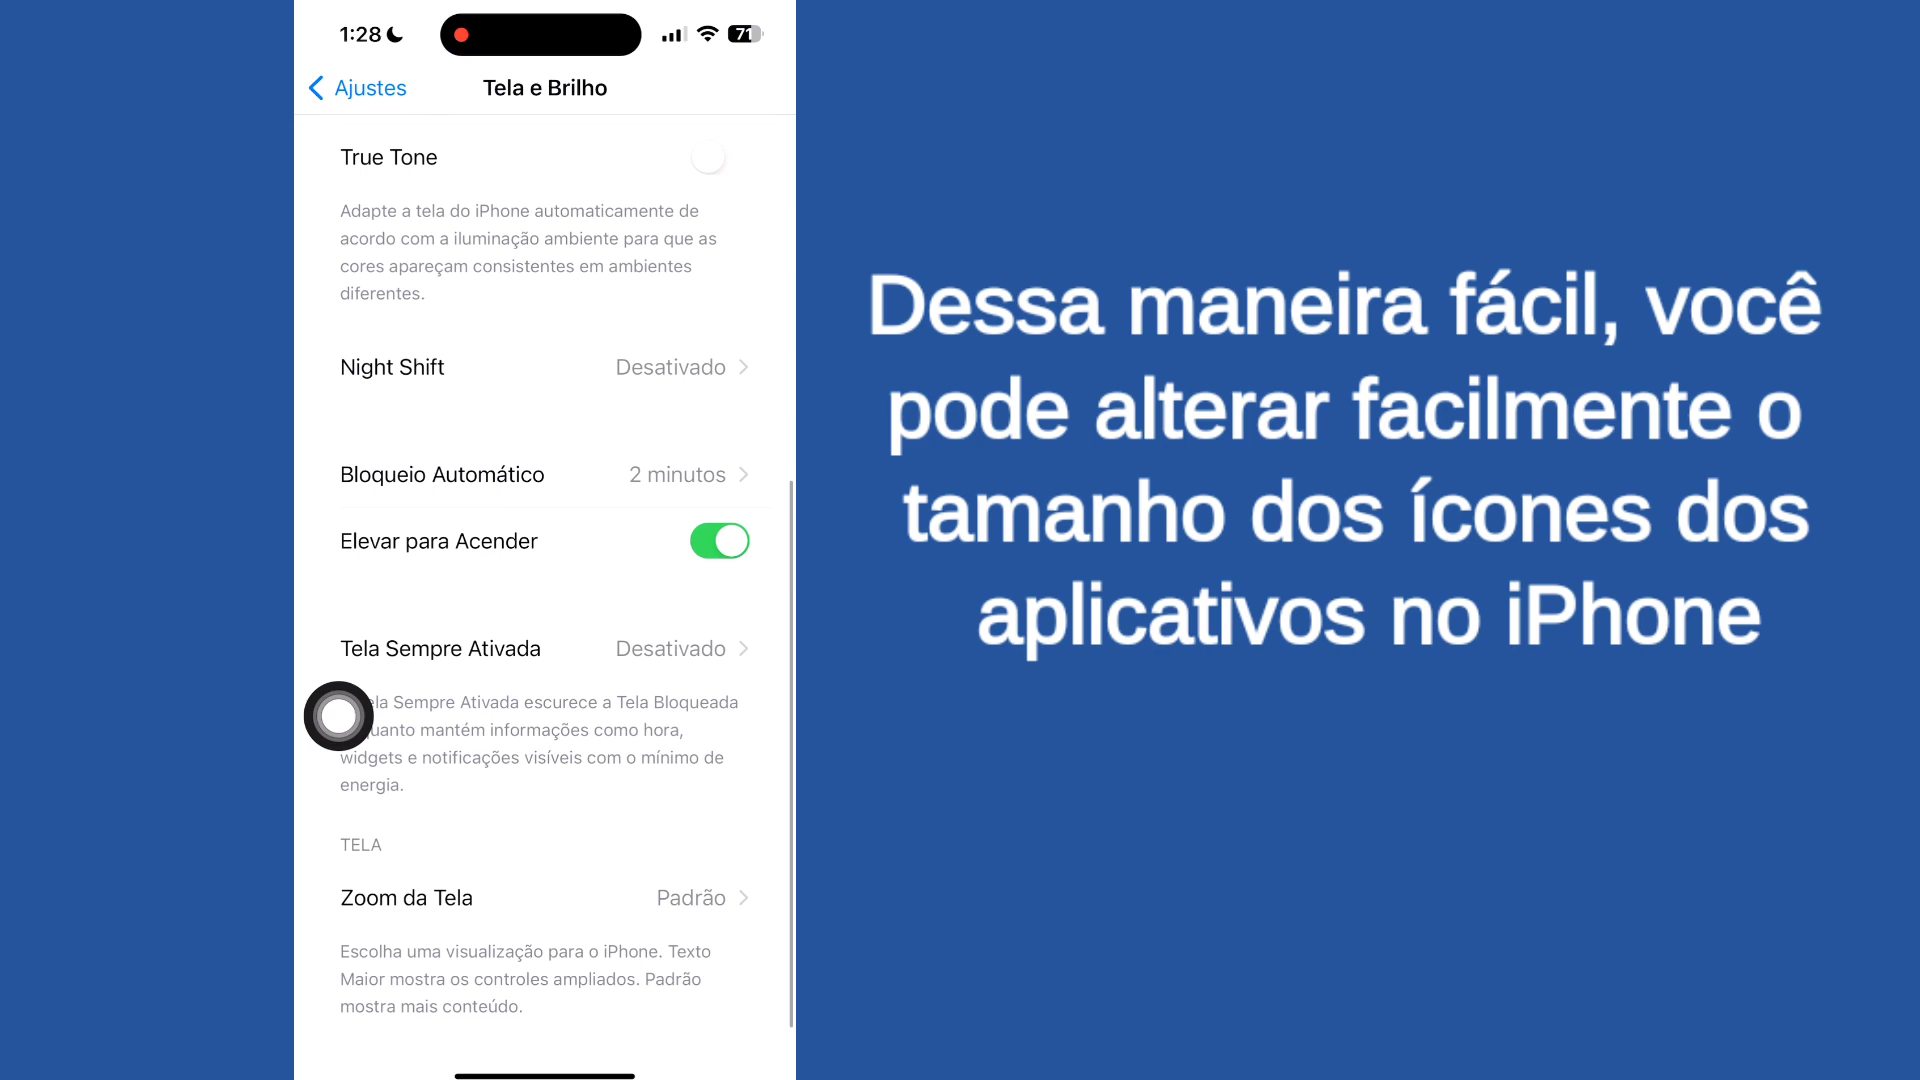 1:28
71
Ajustes
Tela e Brilho
True Tone
Adapte a tela do iPhone automaticamente de
acordo com a iluminação ambiente para que as
cores apareçam consistentes em ambientes
diferentes.
Night Shift
Desativado
Bloqueio Automático
2 minutos
Elevar para Acender
Tela Sempre Ativada
Desativado
Sempre Ativada escurece a Tela Bloqueada
mantém informações como hora,
widgets e notificações visíveis com o mínimo de
energia.
TELA
Zoom da Tela
Padrão
Escolha uma visualização para o iPhone. Texto
Maior mostra os controles ampliados. Padrão
mostra mais conteúdo.
Dessa maneira fácil, você
pode alterar facilmente o
tamanho dos ícones dos
aplicativos no iPhone